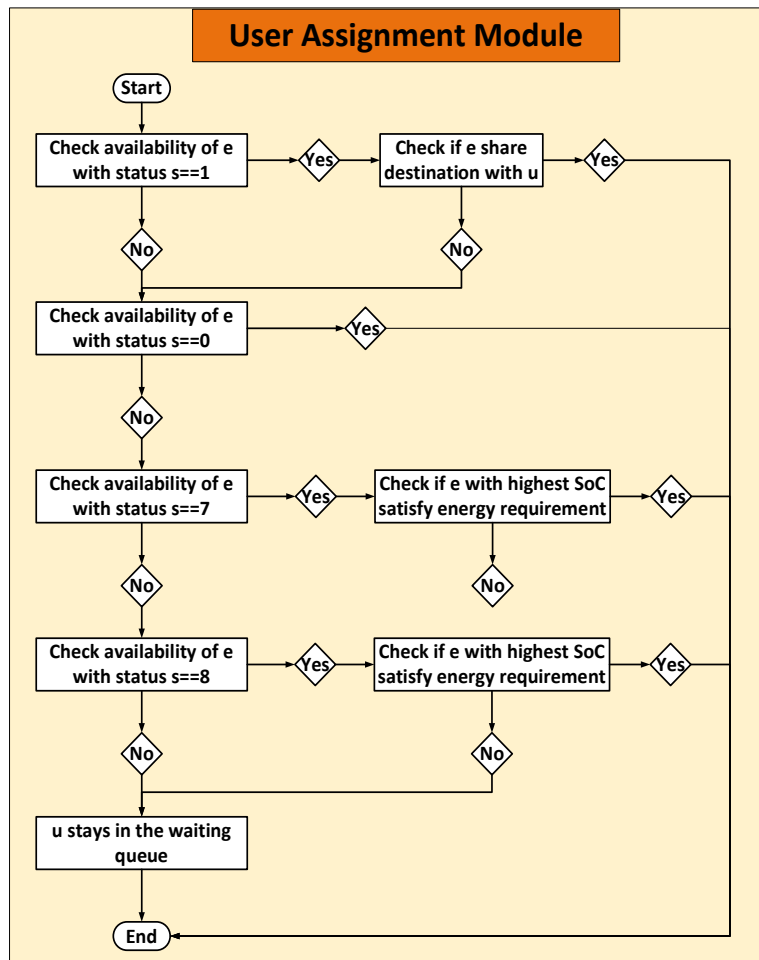 User Assignment Module
Start
Check availability of e
with status s==1
Yes
Check if e share
destination with u
Yes
No
No
Check availability of e
with status s==0
Yes
No
Check availability of e
with status s==7
Yes
Check if e with highest SoC
satisfy energy requirement
Yes
No
No
Check availability of e
with status s==8
Yes
Check if e with highest SoC
satisfy energy requirement
Yes
No
No
u stays in the waiting
queue
End